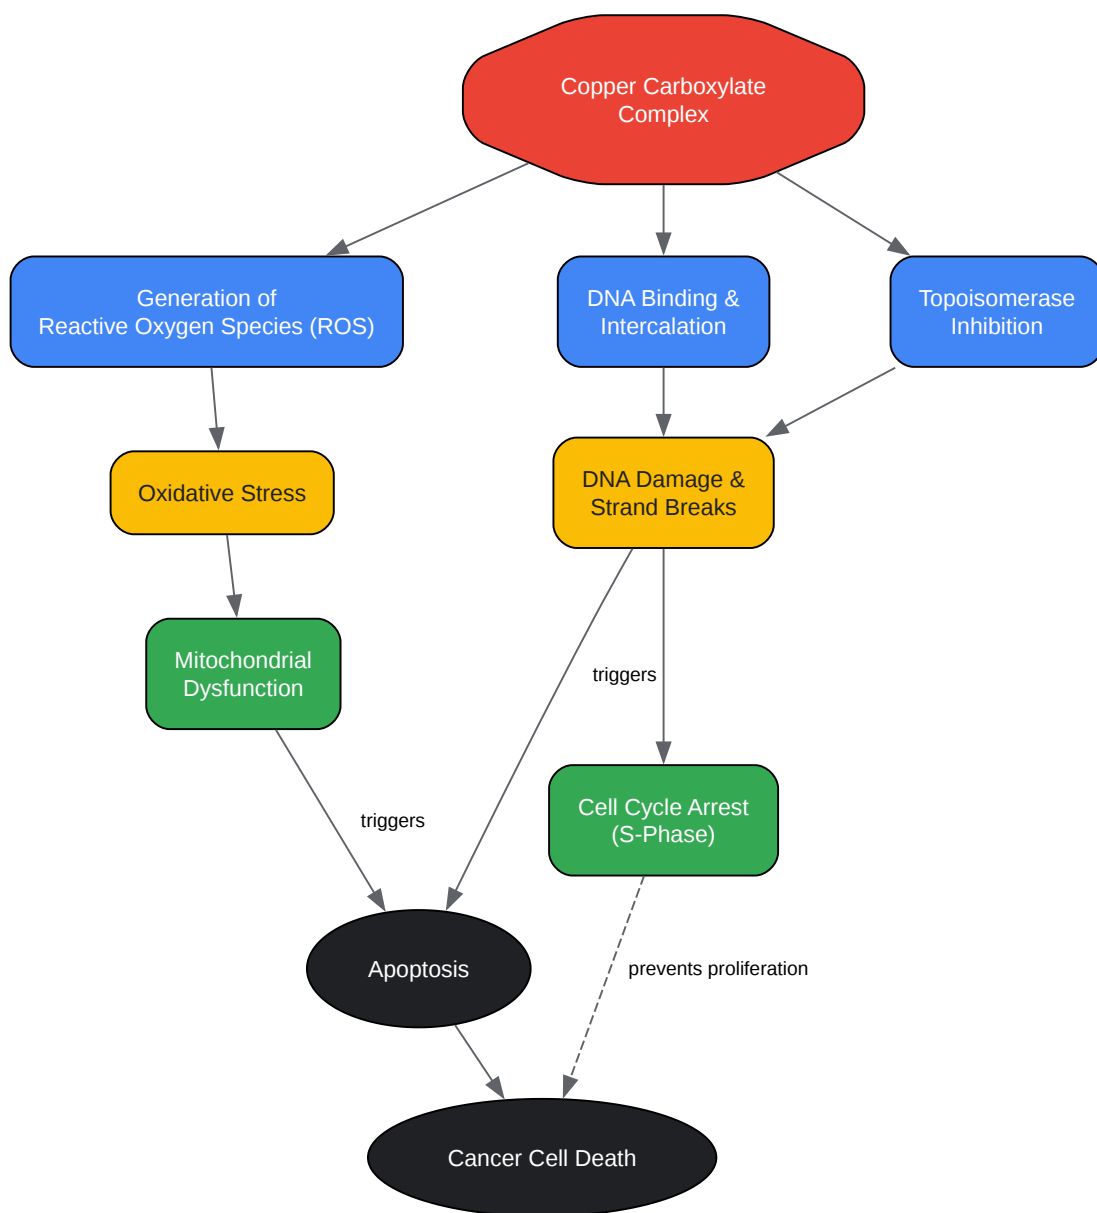 Copper Carboxylate
Complex
Generation of
Reactive Oxygen Species (ROS)
DNA Binding &
Intercalation
Topoisomerase
Inhibition
Oxidative Stress
DNA Damage &
Strand Breaks
Mitochondrial
Dysfunction
triggers
triggers
Cell Cycle Arrest
(S-Phase)
Apoptosis
prevents proliferation
Cancer Cell Death